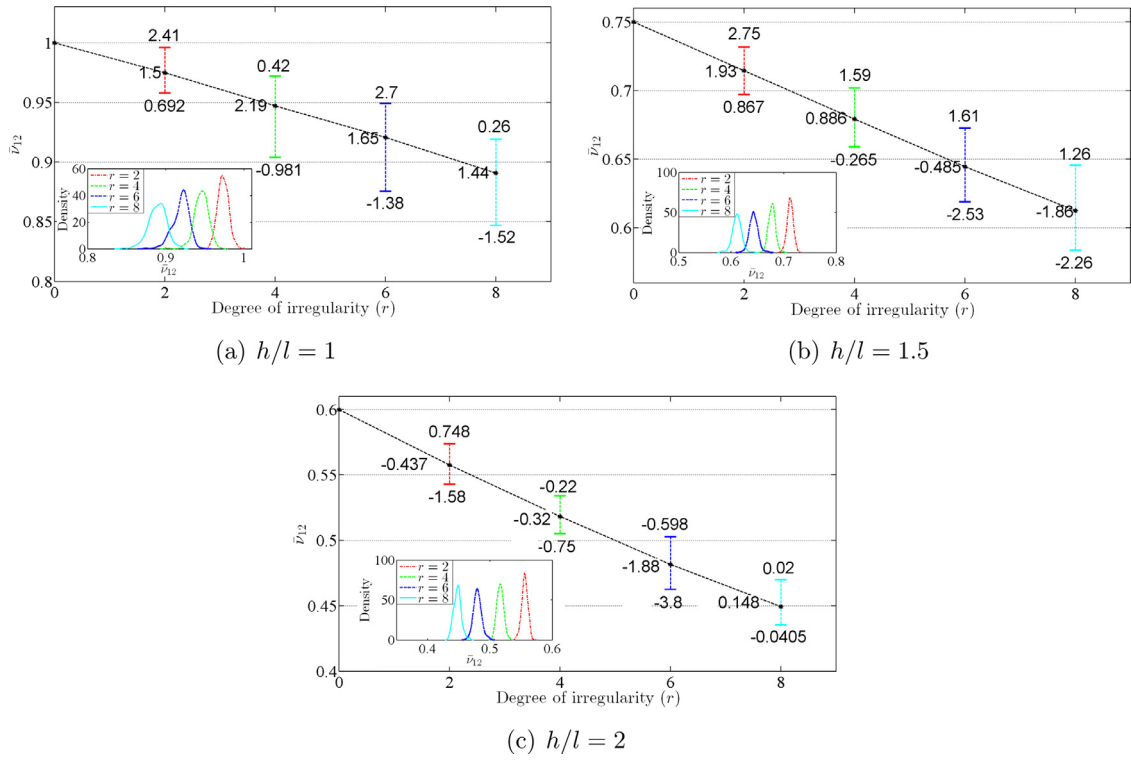 1
0.95
0.9
0.85
0.8
ν̄₁₂
2.41
1.5
0.692
0.42
2.19
-0.981
2.7
1.65
-1.38
0.26
1.44
-1.52
60
40
20
0
Density
r = 2
r = 4
r = 6
r = 8
0.8 0.9 1
ν̄₁₂
0 2 4 6 8
Degree of irregularity (r)
(a) h/l = 1
0.75
0.7
0.65
0.6
ν̄₁₂
2.75
1.93
0.867
1.59
0.886
-0.265
1.61
-0.485
-2.53
1.26
-1.86
-2.26
100
50
0
Density
r = 2
r = 4
r = 6
r = 8
0.5 0.6 0.7 0.8
ν̄₁₂
0 2 4 6 8
Degree of irregularity (r)
(b) h/l = 1.5
0.6
0.55
0.5
0.45
0.4
ν̄₁₂
0.748
-0.437
-1.58
-0.22
-0.32
-0.75
-0.598
-1.88
-3.8
0.02
0.148
-0.0405
100
50
0
Density
r = 2
r = 4
r = 6
r = 8
0.4 0.5 0.6
ν̄₁₂
0 2 4 6 8
Degree of irregularity (r)
(c) h/l = 2